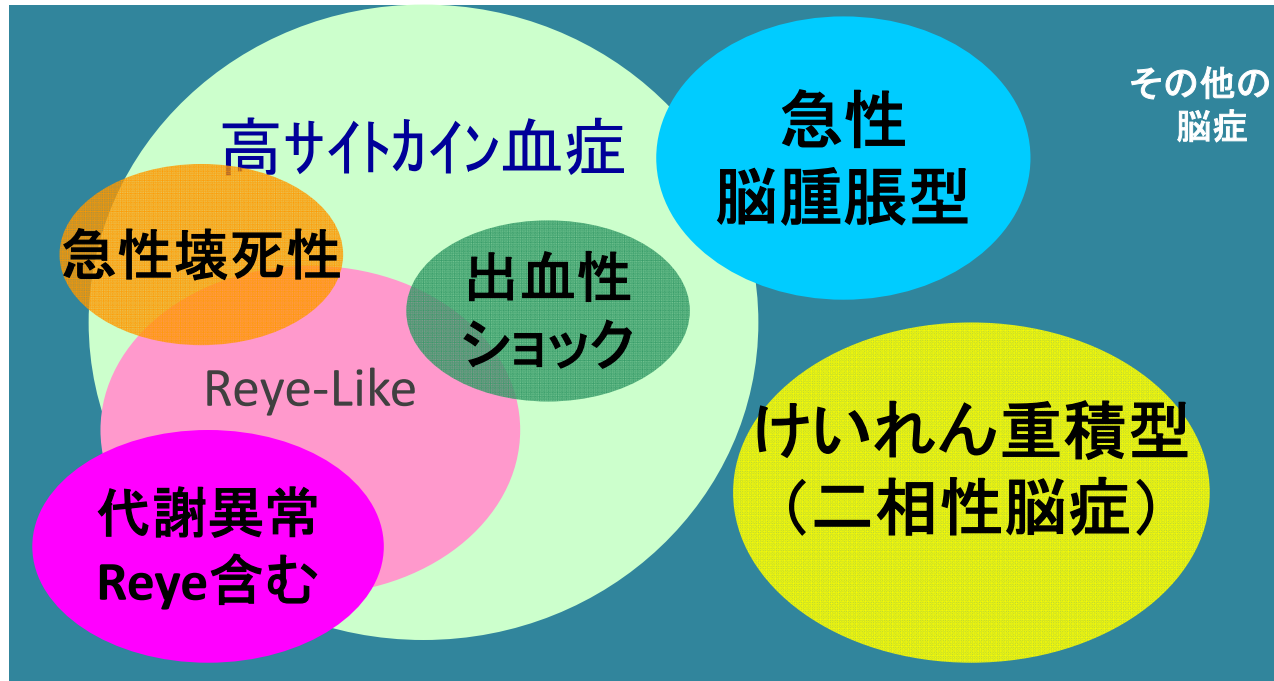 その他の
脳症
急性
脳腫脹型
高サイトカイン血症
急性壊死性
出血性
ショック
Reye-Like
けいれん重積型
（二相性脳症）
代謝異常
Reye含む